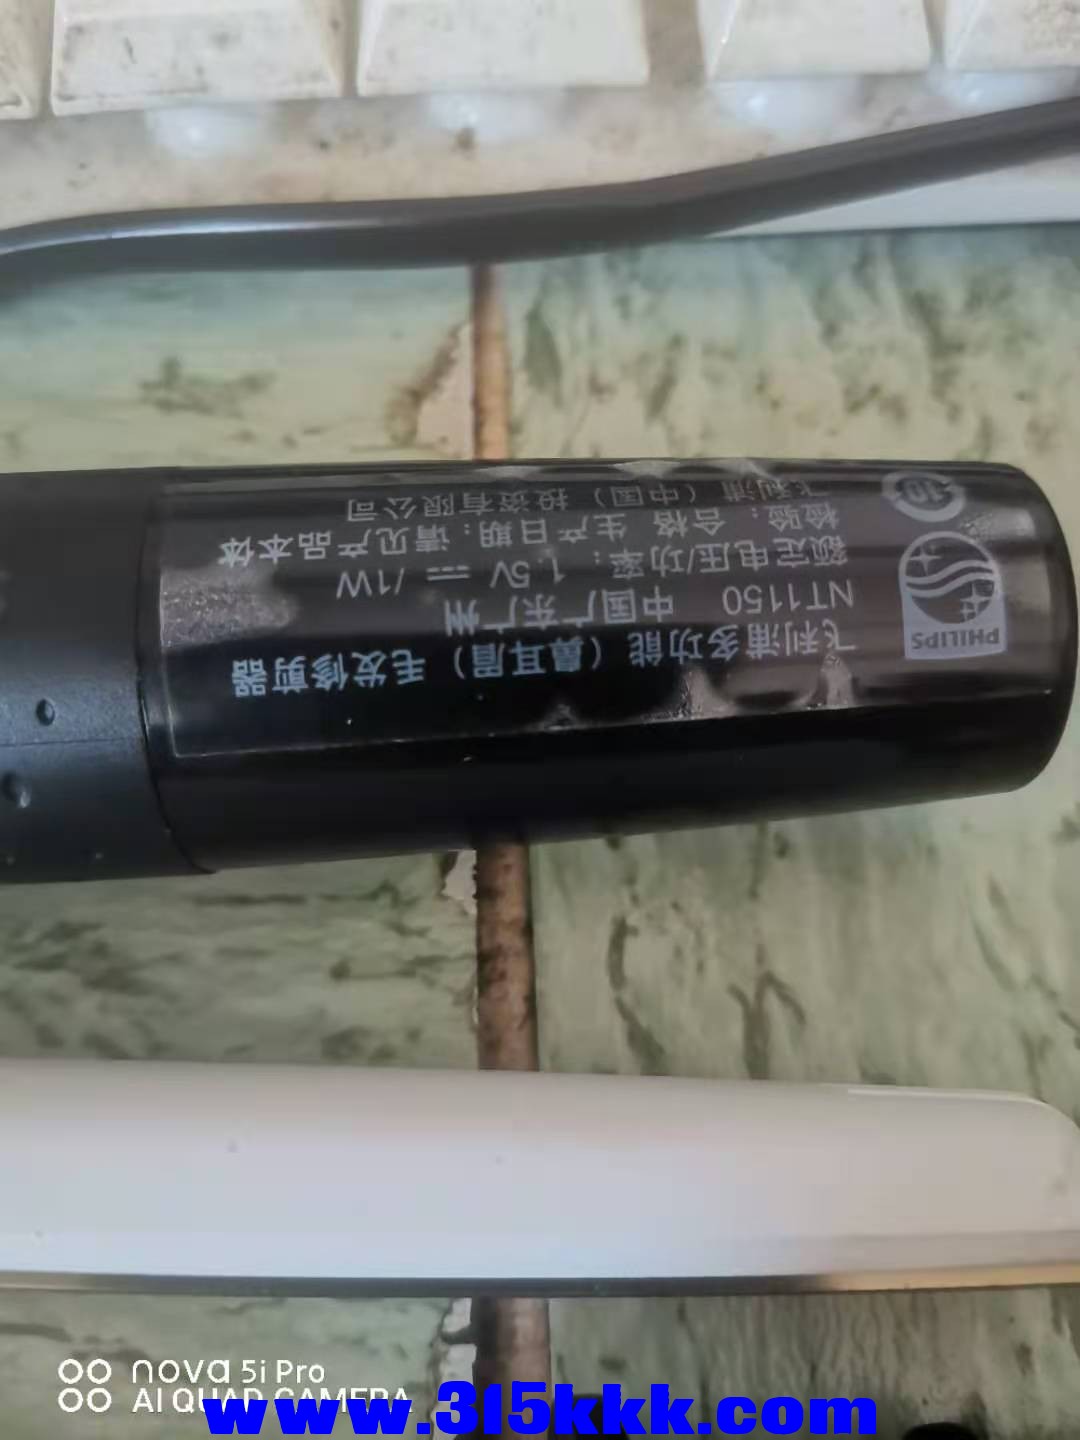 PHILIPS
飞利浦多功能（鼻耳眉）毛发修剪器
NT1150 中国广东广州
额定电压/功率：1.5V ⎓ /1W
检验：合格 生产日期：请见产品本体
飞利浦（中国）投资有限公司
10
nova 5i Pro
AI QUAD CAMERA
www.315kkk.com